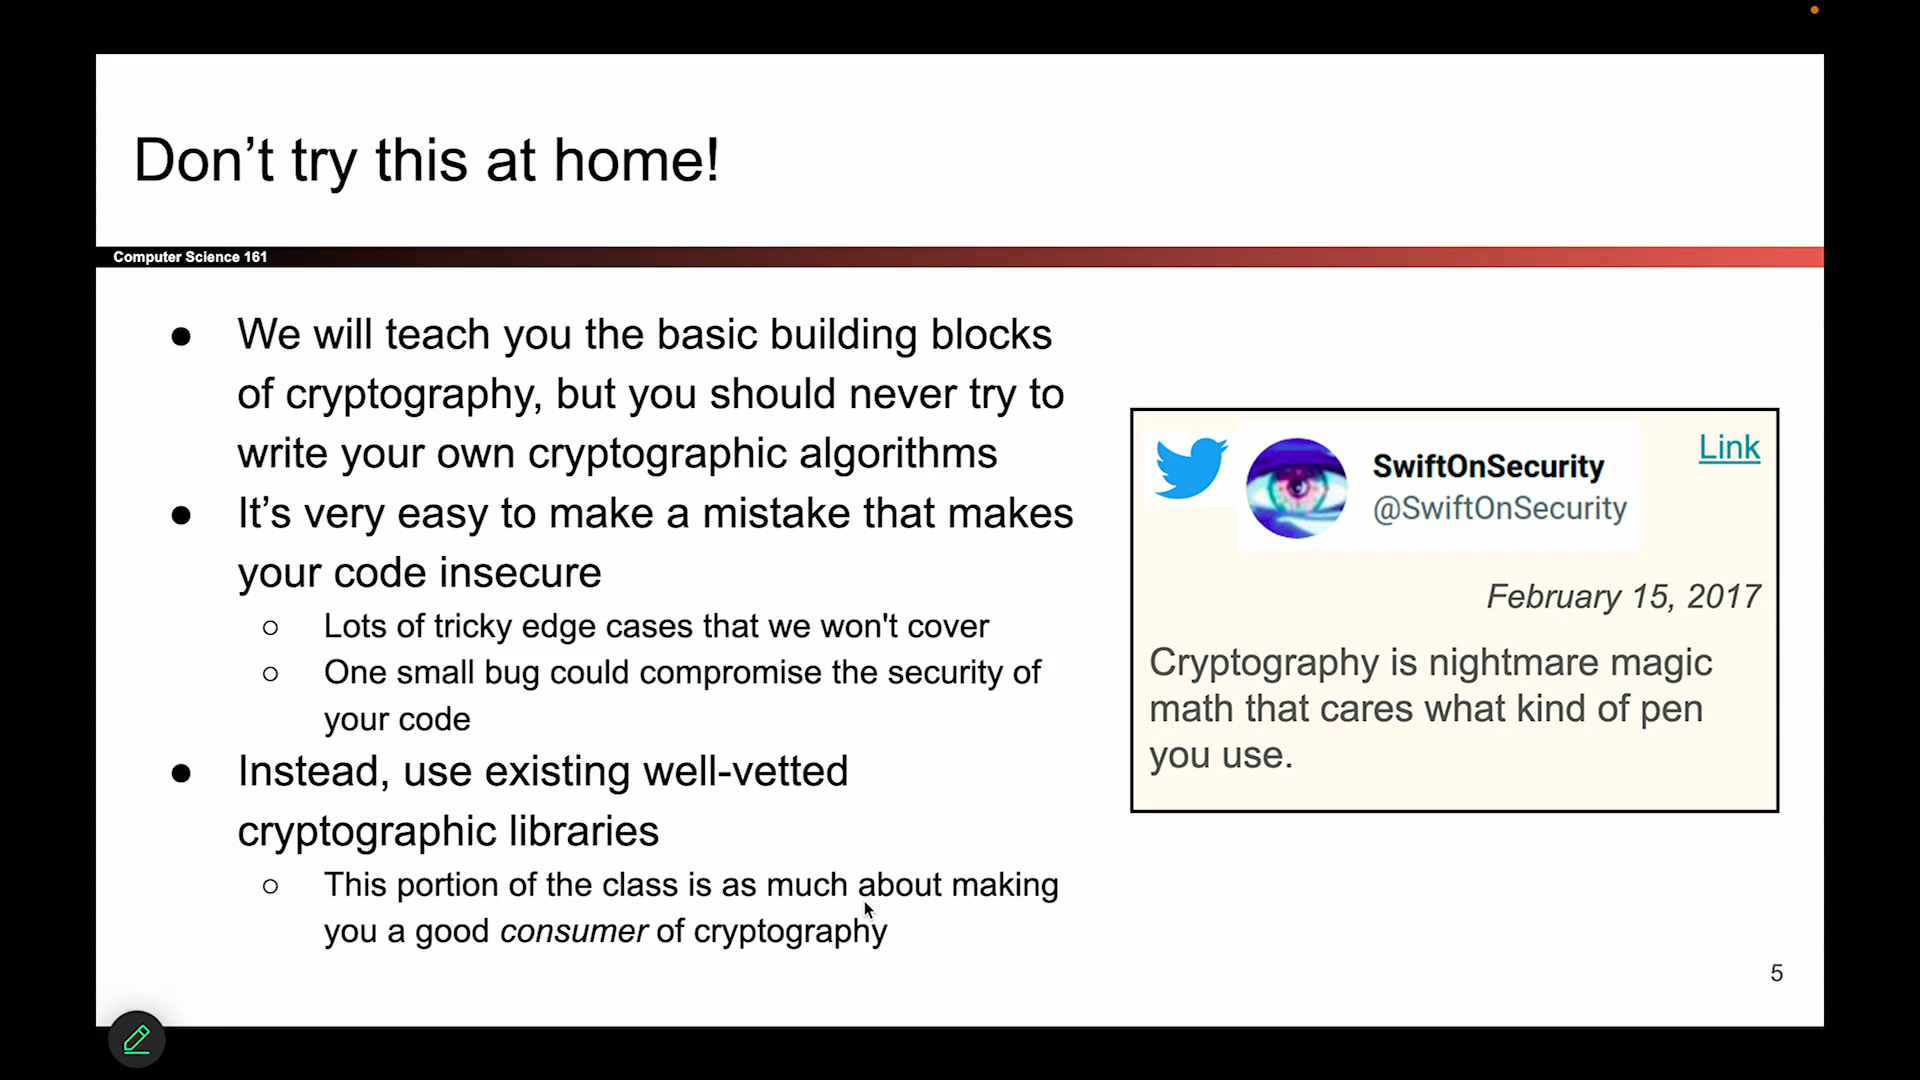 Don’t try this at home!
Computer Science 161
● We will teach you the basic building blocks
of cryptography, but you should never try to
write your own cryptographic algorithms
● It’s very easy to make a mistake that makes
your code insecure
○ Lots of tricky edge cases that we won't cover
○ One small bug could compromise the security of
your code
● Instead, use existing well-vetted
cryptographic libraries
○ This portion of the class is as much about making
you a good consumer of cryptography
SwiftOnSecurity
@SwiftOnSecurity
Link
February 15, 2017
Cryptography is nightmare magic
math that cares what kind of pen
you use.
5